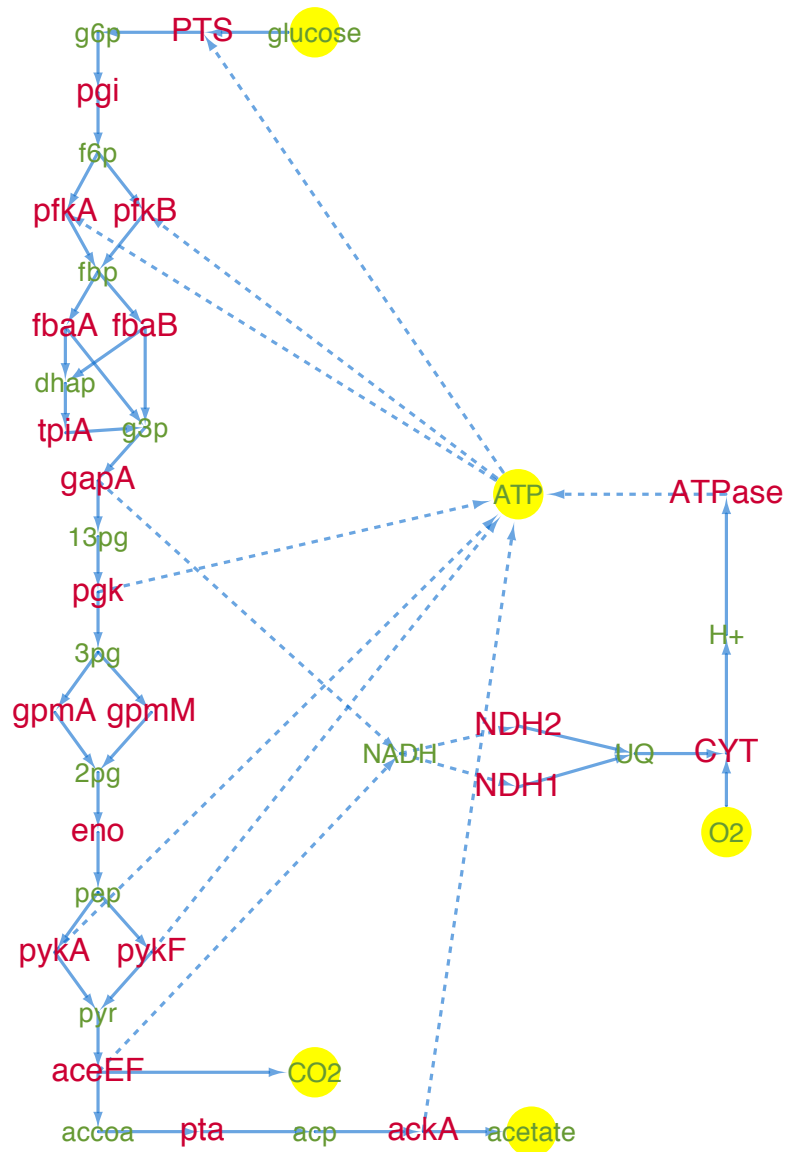 g6p PTS glucose
pgi
f6p
pfkA pfkB
fbp
fbaA fbaB
dhap
tpiA g3p
gapA
ATP ATPase
13pg
pgk
H+
3pg
gpmA gpmM
NDH2
NADH UQ CYT
2pg
NDH1
eno
O2
pep
pykA pykF
pyr
aceEF CO2
accoa pta acp ackA acetate